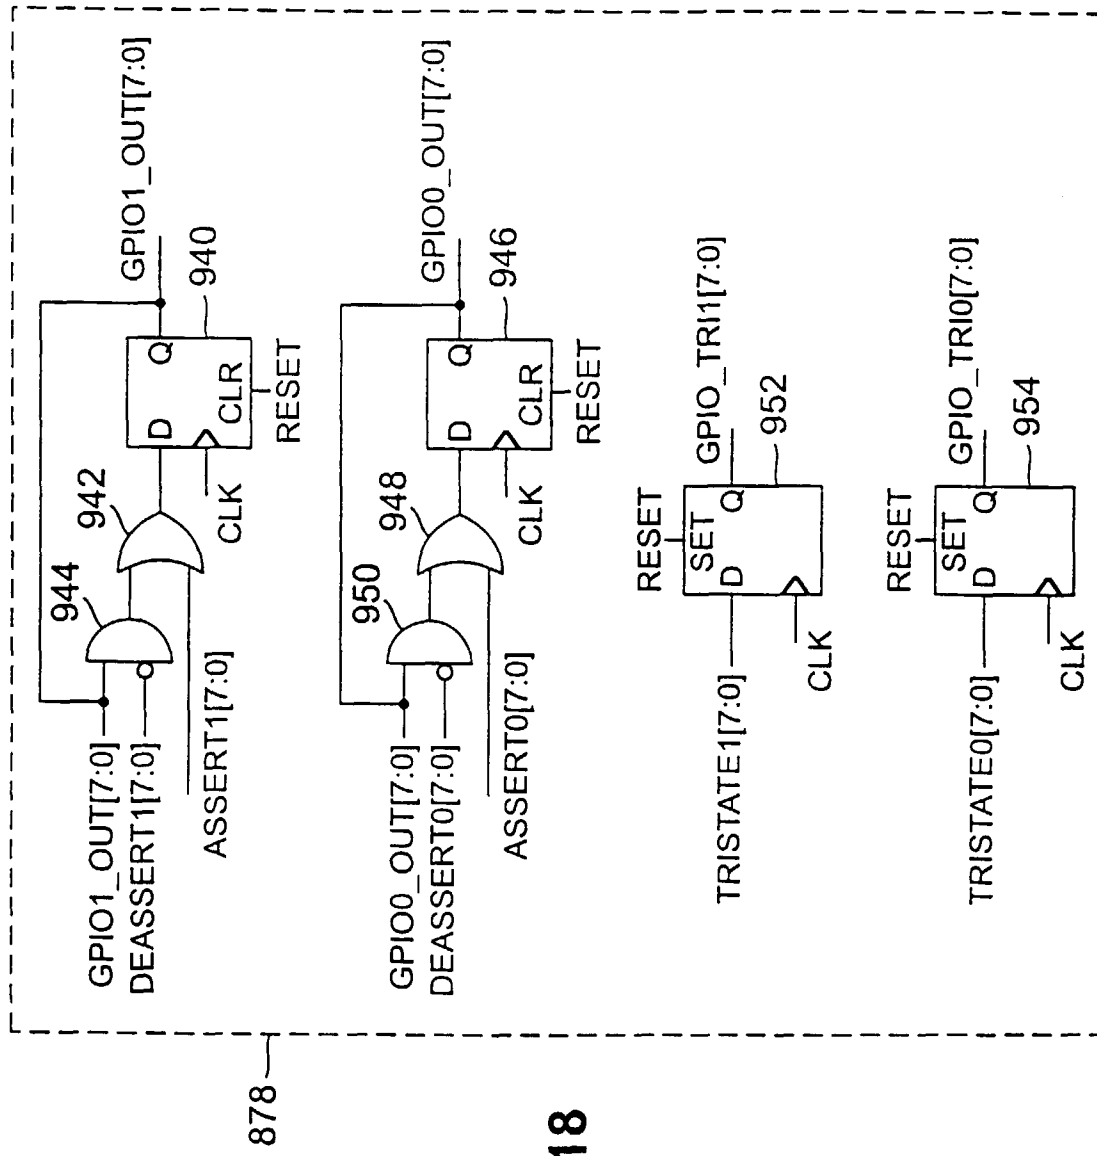 878
GPIO1_OUT[7:0]
DEASSERT1[7:0]
ASSERT1[7:0]
944
942
D
Q
CLR
CLK
RESET
940
GPIO1_OUT[7:0]
GPIO0_OUT[7:0]
DEASSERT0[7:0]
ASSERT0[7:0]
950
948
D
Q
CLR
CLK
RESET
946
GPIO0_OUT[7:0]
TRISTATE1[7:0]
RESET
SET
D
Q
CLK
952
GPIO_TRI1[7:0]
TRISTATE0[7:0]
RESET
SET
D
Q
CLK
954
GPIO_TRI0[7:0]
18